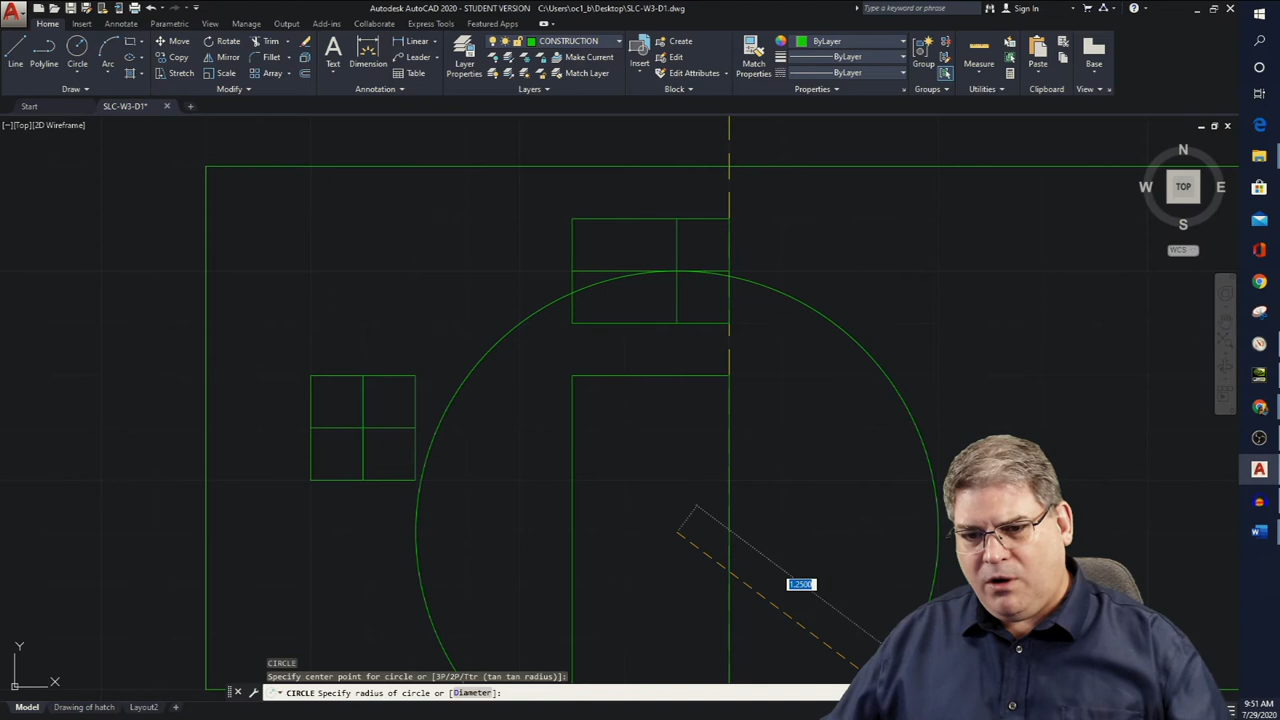 Autodesk AutoCAD 2020 - STUDENT VERSION C:\users\oc1_b\Desktop\SLC-W3-D1.dwg
Type a keyword or phrase
Sign In
Home Insert Annotate Parametric View Manage Output Add-ins Collaborate Express Tools Featured Apps
Line Polyline Circle Arc
Move Rotate Trim
Copy Mirror Fillet
Stretch Scale Array
Text Dimension
Linear
Leader
Table
Layer Properties
CONSTRUCTION
Make Current
Match Layer
Insert
Create
Edit
Edit Attributes
Match Properties
ByLayer
ByLayer
ByLayer
Group
Measure
Paste
Base
Draw Modify Annotation Layers Block Properties Groups Utilities Clipboard View
Start SLC-W3-D1*
[−][Top][2D Wireframe]
N
W TOP E
S
WCS
1.2500
Y
X
CIRCLE
Specify center point for circle or [3P/2P/Ttr (tan tan radius)]:
CIRCLE Specify radius of circle or [Diameter]:
Model Drawing of hatch Layout2 +
9:51 AM
7/29/2020